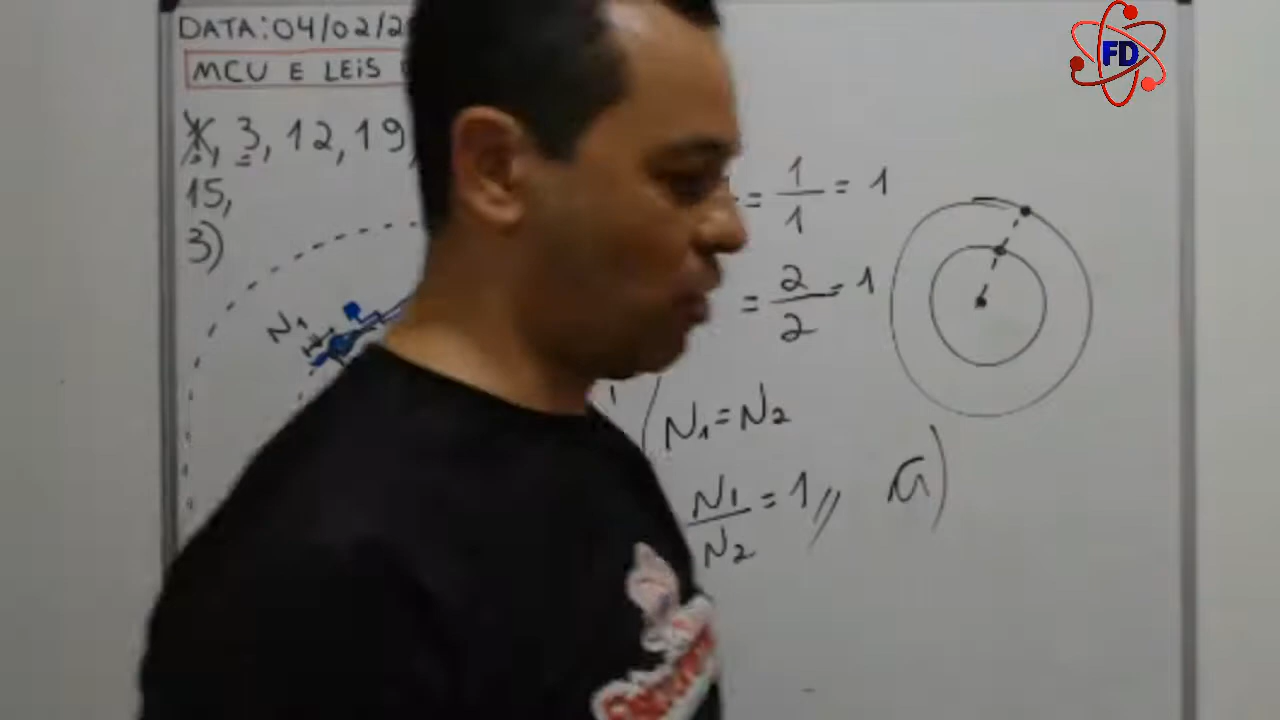 DATA: 04/02/2
MCU E LEIS
X, 3, 12, 19,
15,
3)
N1
= 1/1 = 1
= 2/2 = 1
N1 = N2
N1/N2 = 1 //
a)
FD